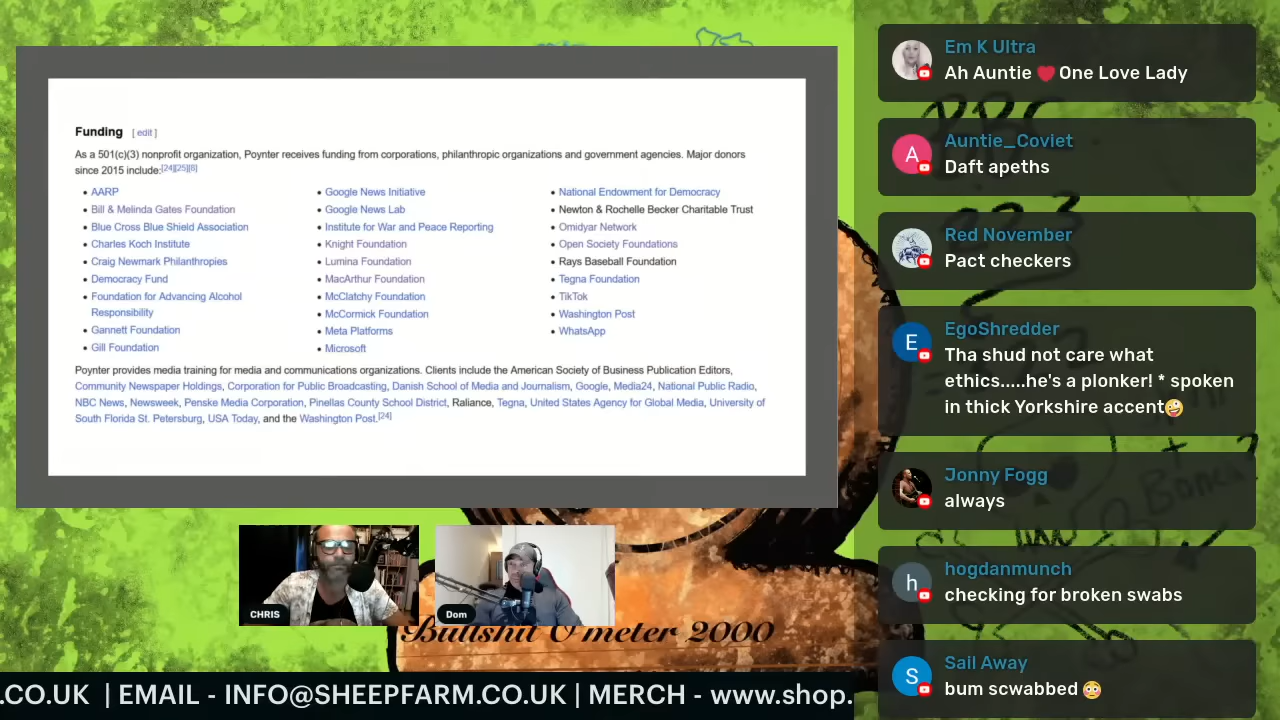 Funding [ edit ]
As a 501(c)(3) nonprofit organization, Poynter receives funding from corporations, philanthropic organizations and government agencies. Major donors
since 2015 include:[24][25][6]
AARP
Bill & Melinda Gates Foundation
Blue Cross Blue Shield Association
Charles Koch Institute
Craig Newmark Philanthropies
Democracy Fund
Foundation for Advancing Alcohol
Responsibility
Gannett Foundation
Gill Foundation
Google News Initiative
Google News Lab
Institute for War and Peace Reporting
Knight Foundation
Lumina Foundation
MacArthur Foundation
McClatchy Foundation
McCormick Foundation
Meta Platforms
Microsoft
National Endowment for Democracy
Newton & Rochelle Becker Charitable Trust
Omidyar Network
Open Society Foundations
Rays Baseball Foundation
Tegna Foundation
TikTok
Washington Post
WhatsApp
Poynter provides media training for media and communications organizations. Clients include the American Society of Business Publication Editors,
Community Newspaper Holdings, Corporation for Public Broadcasting, Danish School of Media and Journalism, Google, Media24, National Public Radio,
NBC News, Newsweek, Penske Media Corporation, Pinellas County School District, Raliance, Tegna, United States Agency for Global Media, University of
South Florida St. Petersburg, USA Today, and the Washington Post.[24]
CHRIS
Dom
Bullshit O meter 2000
.CO.UK | EMAIL - INFO@SHEEPFARM.CO.UK | MERCH - www.shop.
Em K Ultra
Ah Auntie ❤️ One Love Lady
A
Auntie_Coviet
Daft apeths
Red November
Pact checkers
E
EgoShredder
Tha shud not care what
ethics.....he's a plonker! * spoken
in thick Yorkshire accent🤪
Jonny Fogg
always
h
hogdanmunch
checking for broken swabs
S
Sail Away
bum scwabbed 😳